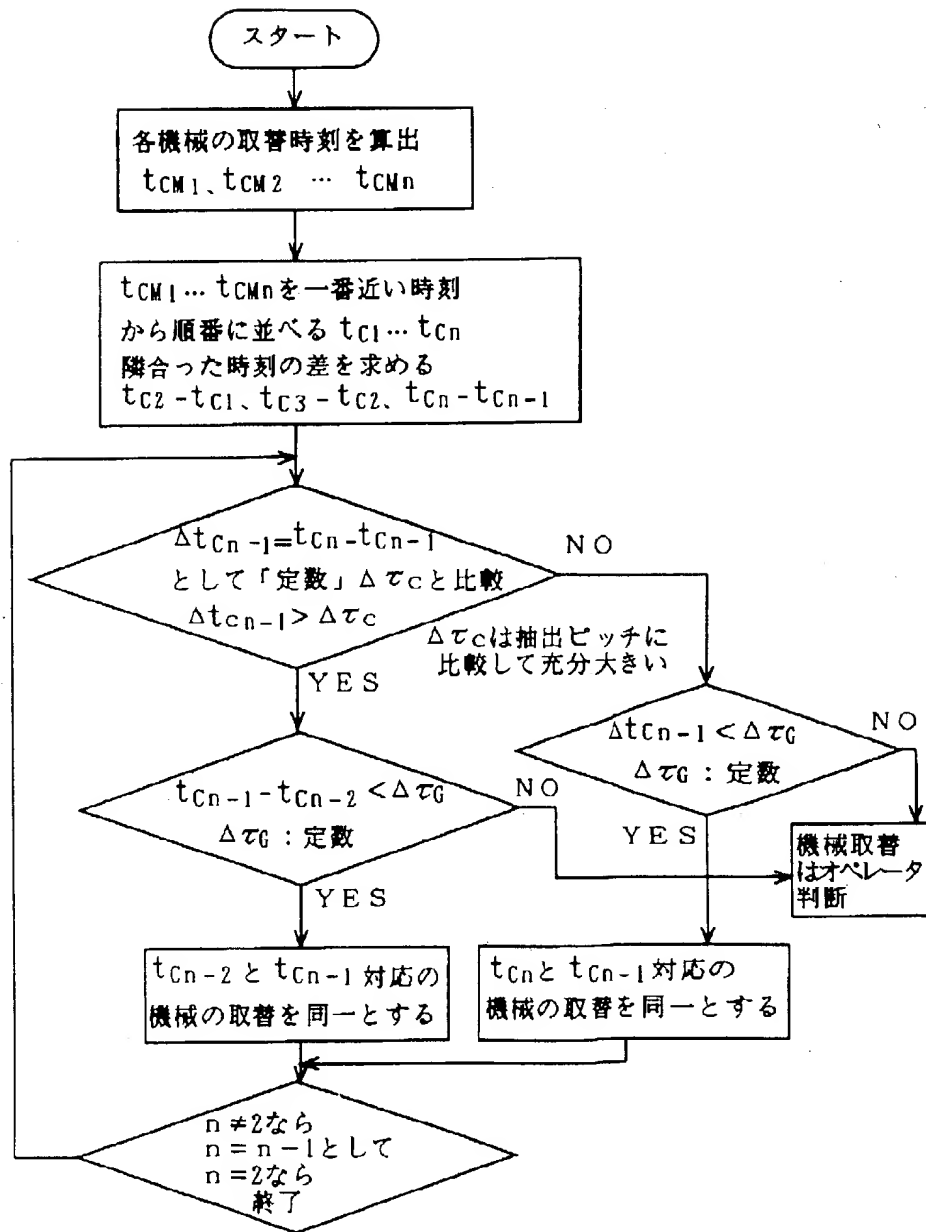 スタート
各機械の取替時刻を算出
tCM1、tCM2 … tCMn
tCM1… tCMnを一番近い時刻
から順番に並べる tC1…tCn
隣合った時刻の差を求める
tC2-tC1、tC3-tC2、tCn-tCn-1
ΔtCn-1=tCn-tCn-1
として「定数」Δτcと比較
Δtcn-1>Δτc
NO
YES
Δτcは抽出ピッチに
比較して充分大きい
ΔtCn-1<ΔτG
ΔτG:定数
NO
YES
tCn-1-tCn-2<ΔτG
ΔτG:定数
NO
YES
機械取替
はオペレータ
判断
tCn-2とtCn-1対応の
機械の取替を同一とする
tCnとtCn-1対応の
機械の取替を同一とする
n≠2なら
n=n-1として
n=2なら
終了